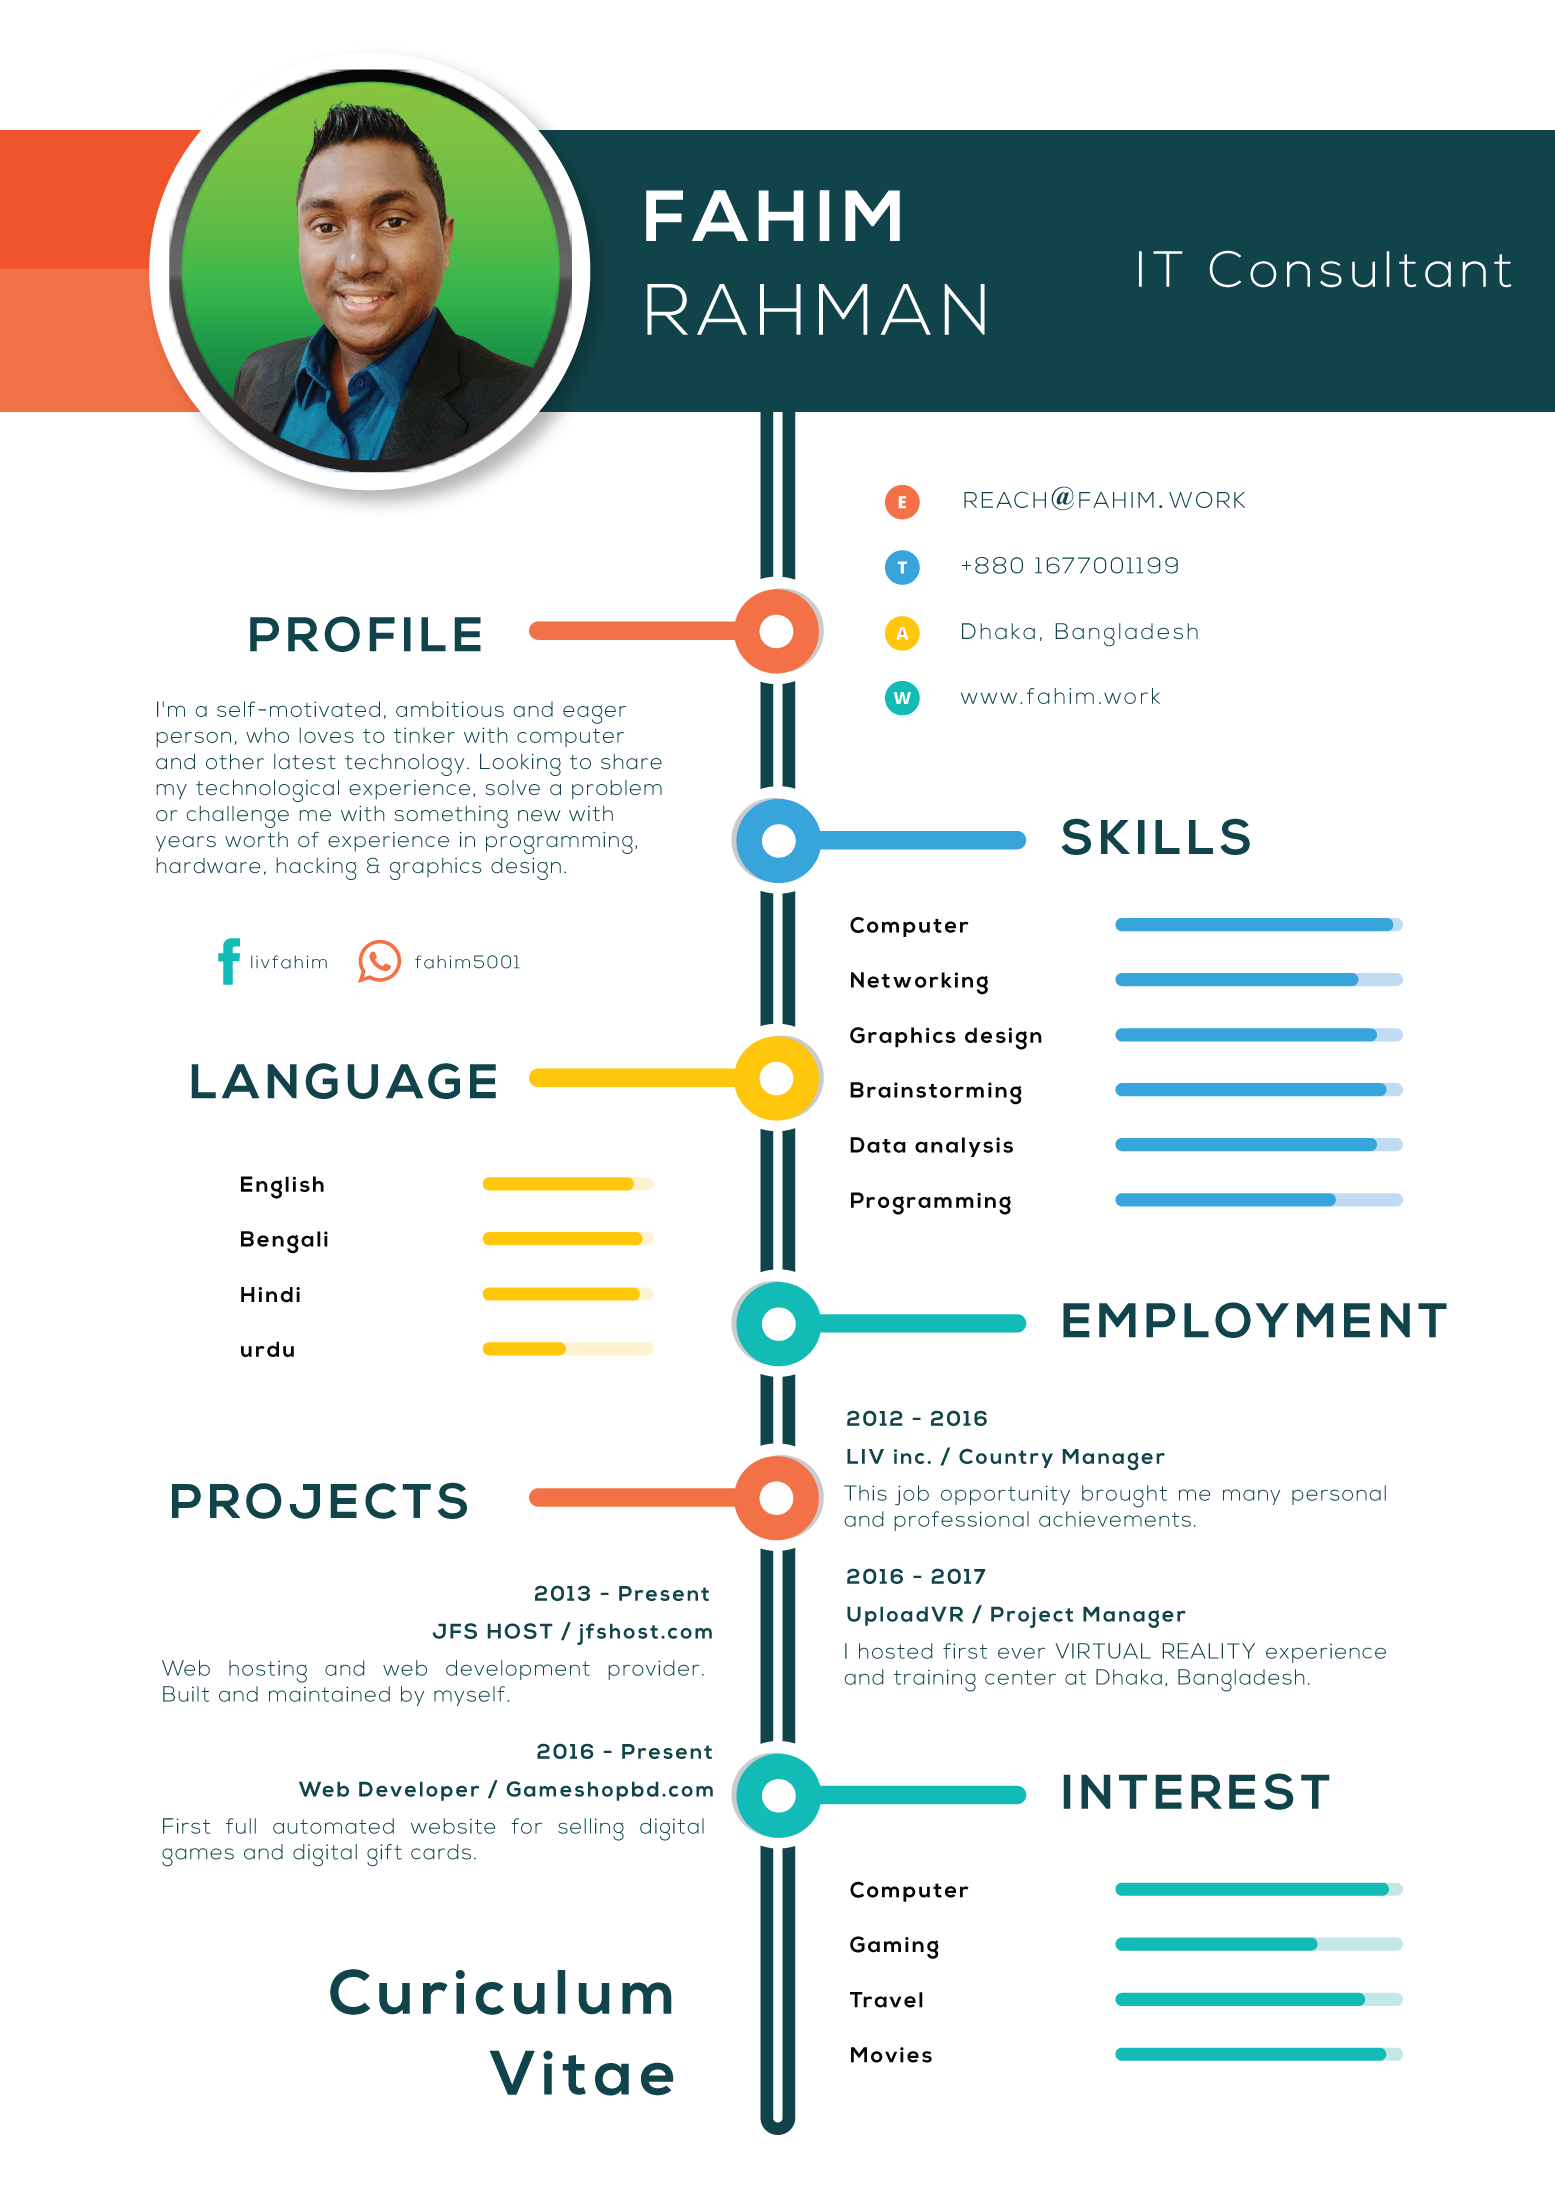 FAHIM
RAHMAN
IT Consultant
E REACH@FAHIM.WORK
T +880 1677001199
A Dhaka, Bangladesh
W www.fahim.work
PROFILE
I'm a self-motivated, ambitious and eager
person, who loves to tinker with computer
and other latest technology. Looking to share
my technological experience, solve a problem
or challenge me with something new with
years worth of experience in programming,
hardware, hacking & graphics design.
f livfahim fahim5001
SKILLS
Computer
Networking
Graphics design
Brainstorming
Data analysis
Programming
LANGUAGE
English
Bengali
Hindi
urdu
EMPLOYMENT
2012 - 2016
LIV inc. / Country Manager
This job opportunity brought me many personal
and professional achievements.
2016 - 2017
UploadVR / Project Manager
I hosted first ever VIRTUAL REALITY experience
and training center at Dhaka, Bangladesh.
PROJECTS
2013 - Present
JFS HOST / jfshost.com
Web hosting and web development provider.
Built and maintained by myself.
2016 - Present
Web Developer / Gameshopbd.com
First full automated website for selling digital
games and digital gift cards.
INTEREST
Computer
Gaming
Travel
Movies
Curiculum
Vitae